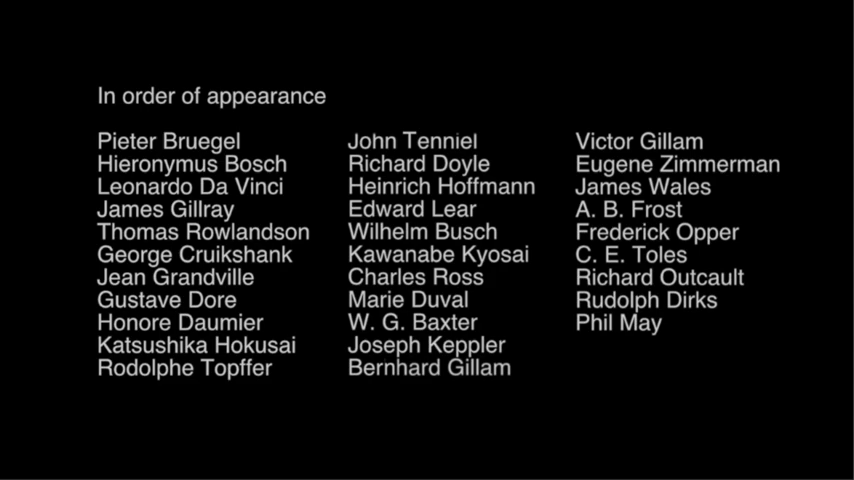 In order of appearance
Pieter Bruegel
Hieronymus Bosch
Leonardo Da Vinci
James Gillray
Thomas Rowlandson
George Cruikshank
Jean Grandville
Gustave Dore
Honore Daumier
Katsushika Hokusai
Rodolphe Topffer
John Tenniel
Richard Doyle
Heinrich Hoffmann
Edward Lear
Wilhelm Busch
Kawanabe Kyosai
Charles Ross
Marie Duval
W. G. Baxter
Joseph Keppler
Bernhard Gillam
Victor Gillam
Eugene Zimmerman
James Wales
A. B. Frost
Frederick Opper
C. E. Toles
Richard Outcault
Rudolph Dirks
Phil May